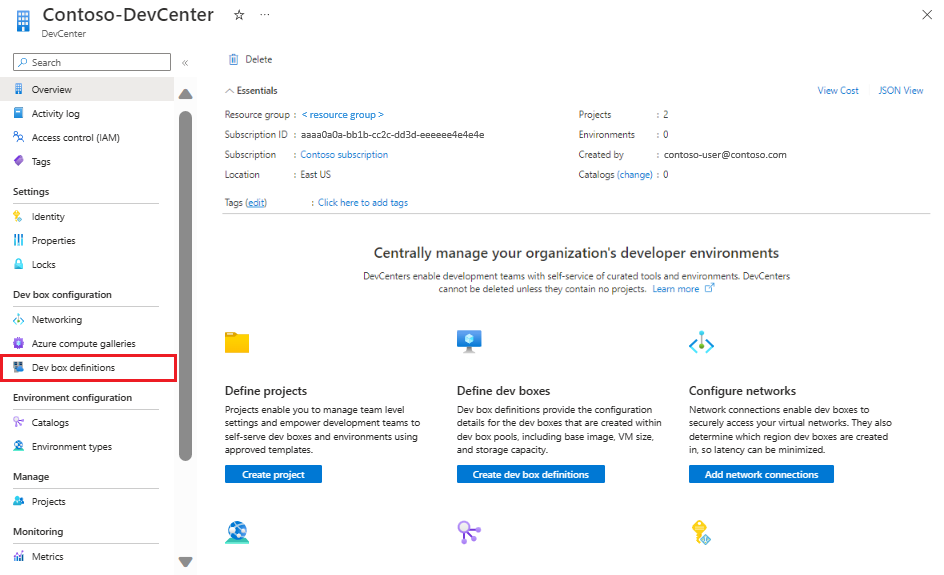 Contoso-DevCenter
DevCenter
Search
Overview
Activity log
Access control (IAM)
Tags
Settings
Identity
Properties
Locks
Dev box configuration
Networking
Azure compute galleries
Dev box definitions
Environment configuration
Catalogs
Environment types
Manage
Projects
Monitoring
Metrics
Delete
Essentials
View Cost
JSON View
Resource group : < resource group >
Subscription ID : aaaa0a0a-bb1b-cc2c-dd3d-eeeeee4e4e4e
Subscription : Contoso subscription
Location : East US
Projects : 2
Environments : 0
Created by : contoso-user@contoso.com
Catalogs (change) : 0
Tags (edit) : Click here to add tags
Centrally manage your organization's developer environments
DevCenters enable development teams with self-service of curated tools and environments. DevCenters
cannot be deleted unless they contain no projects. Learn more
Define projects
Projects enable you to manage team level
settings and empower development teams to
self-serve dev boxes and environments using
approved templates.
Create project
Define dev boxes
Dev box definitions provide the configuration
details for the dev boxes that are created within
dev box pools, including base image, VM size,
and storage capacity.
Create dev box definitions
Configure networks
Network connections enable dev boxes to
securely access your virtual networks. They also
determine which region dev boxes are created
in, so latency can be minimized.
Add network connections